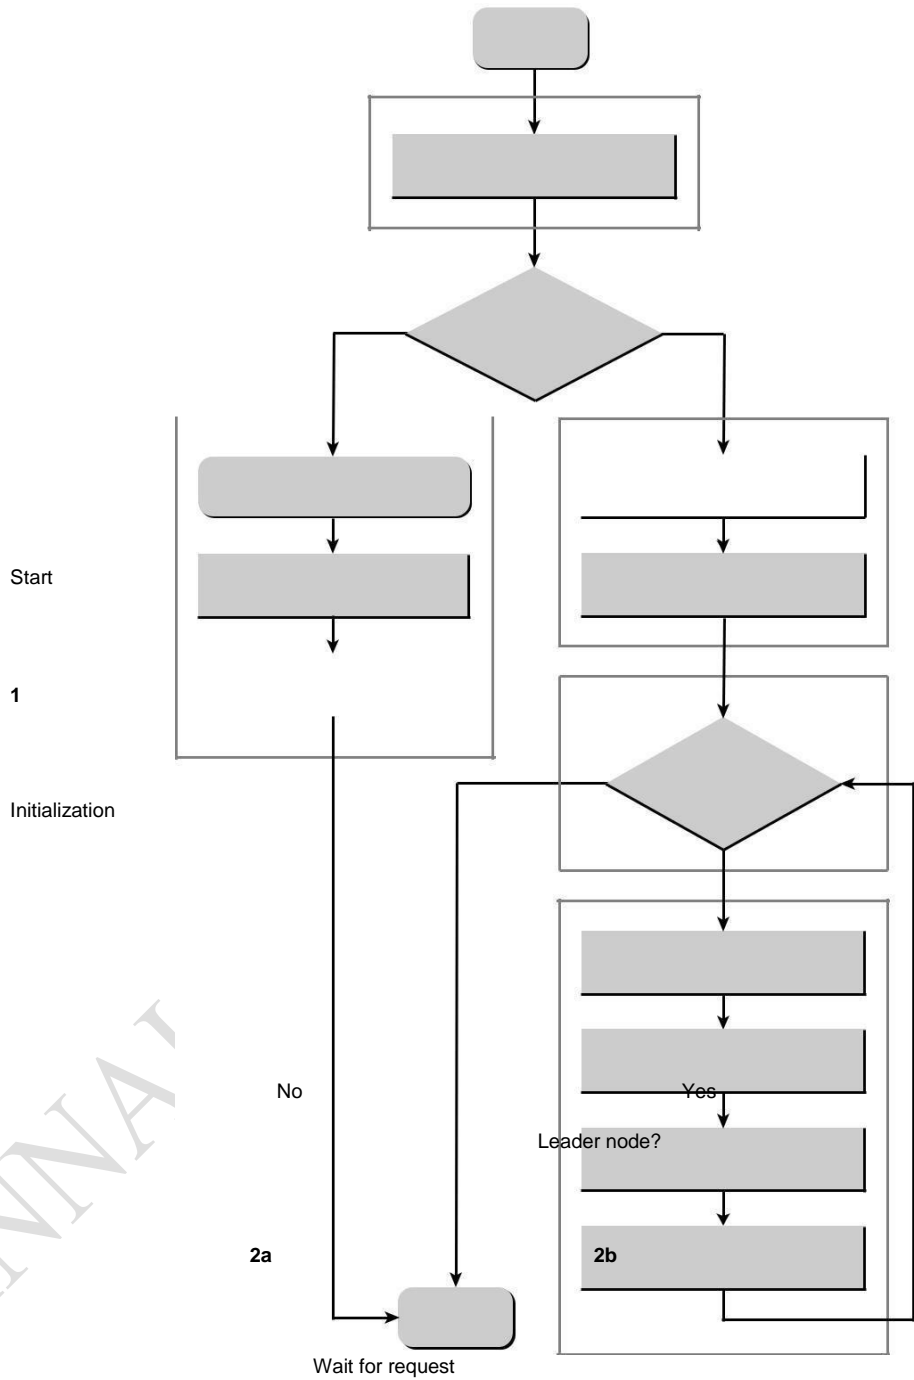 Start
1
Initialization
No
Yes
Leader node?
2a
2b
Wait for request